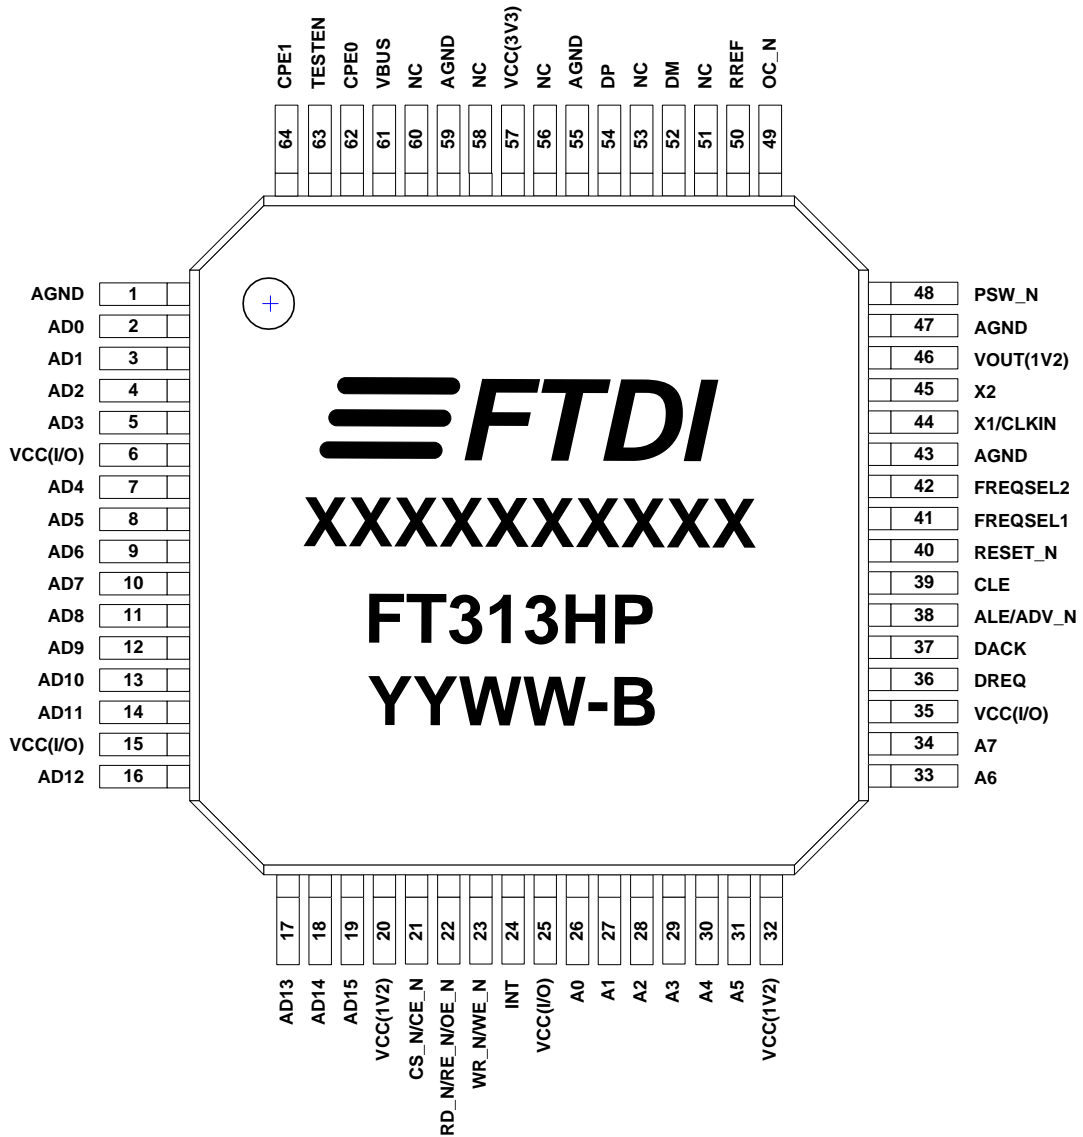 CPE1 TESTEN CPE0 VBUS NC AGND NC VCC(3V3) NC AGND DP NC DM NC RREF OC_N
64 63 62 61 60 59 58 57 56 55 54 53 52 51 50 49
AGND 1
AD0 2
AD1 3
AD2 4
AD3 5
VCC(I/O) 6
AD4 7
AD5 8
AD6 9
AD7 10
AD8 11
AD9 12
AD10 13
AD11 14
VCC(I/O) 15
AD12 16
FTDI
XXXXXXXXXX
FT313HP
YYWW-B
48 PSW_N
47 AGND
46 VOUT(1V2)
45 X2
44 X1/CLKIN
43 AGND
42 FREQSEL2
41 FREQSEL1
40 RESET_N
39 CLE
38 ALE/ADV_N
37 DACK
36 DREQ
35 VCC(I/O)
34 A7
33 A6
17 18 19 20 21 22 23 24 25 26 27 28 29 30 31 32
AD13 AD14 AD15 VCC(1V2) CS_N/CE_N RD_N/RE_N/OE_N WR_N/WE_N INT VCC(I/O) A0 A1 A2 A3 A4 A5 VCC(1V2)